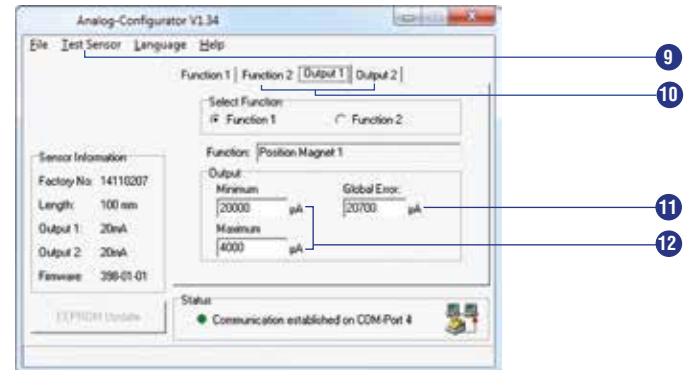 Analog-Configurator V1.34
File Test Sensor Language Help
9
Function 1 Function 2 Output 1 Output 2
10
Select Function
Function 1 Function 2
Function: Position Magnet 1
Sensor Information
Factory No: 14110207
Length: 100 mm
Output 1: 20mA
Output 2: 20mA
Firmware: 398-01-01
Output
Minimum Global Error:
20000 µA 20700 µA
11
Maximum
4000 µA
12
EEPROM Update
Status
Communication established on COM-Port 4